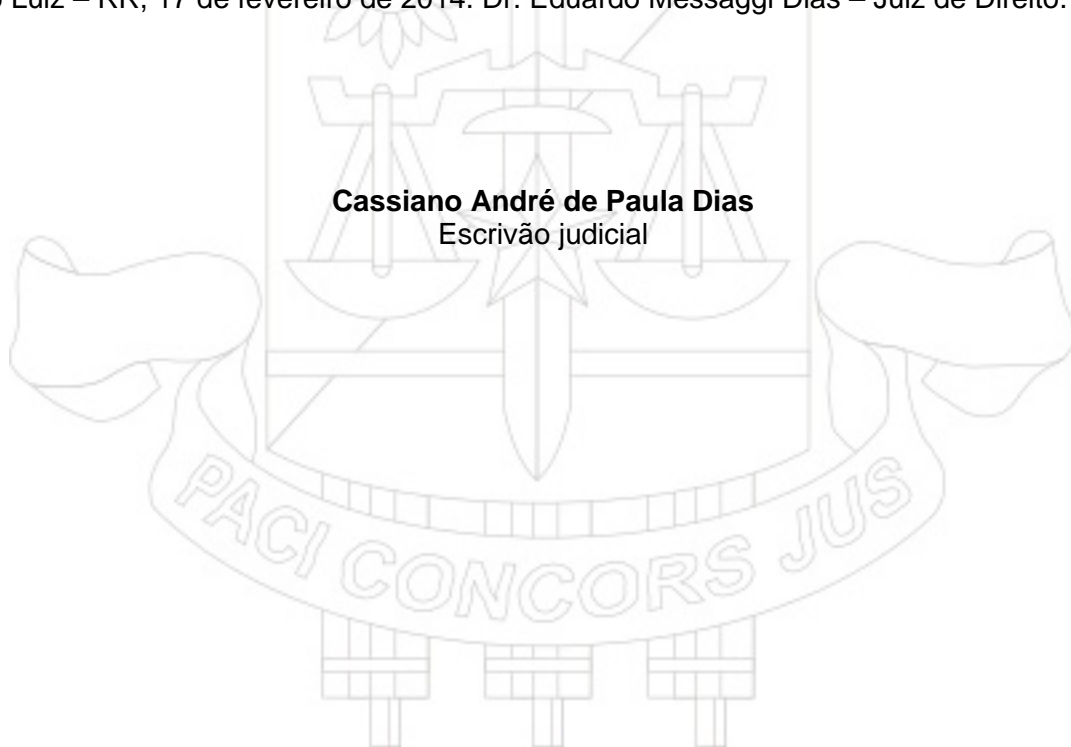 Luiz – RR, 17 de fevereiro de 2014. Dr. Eduardo Messaggi Dias – Juiz de Direito.
Cassiano André de Paula Dias
Escrivão judicial
PACI CONCORS JUS